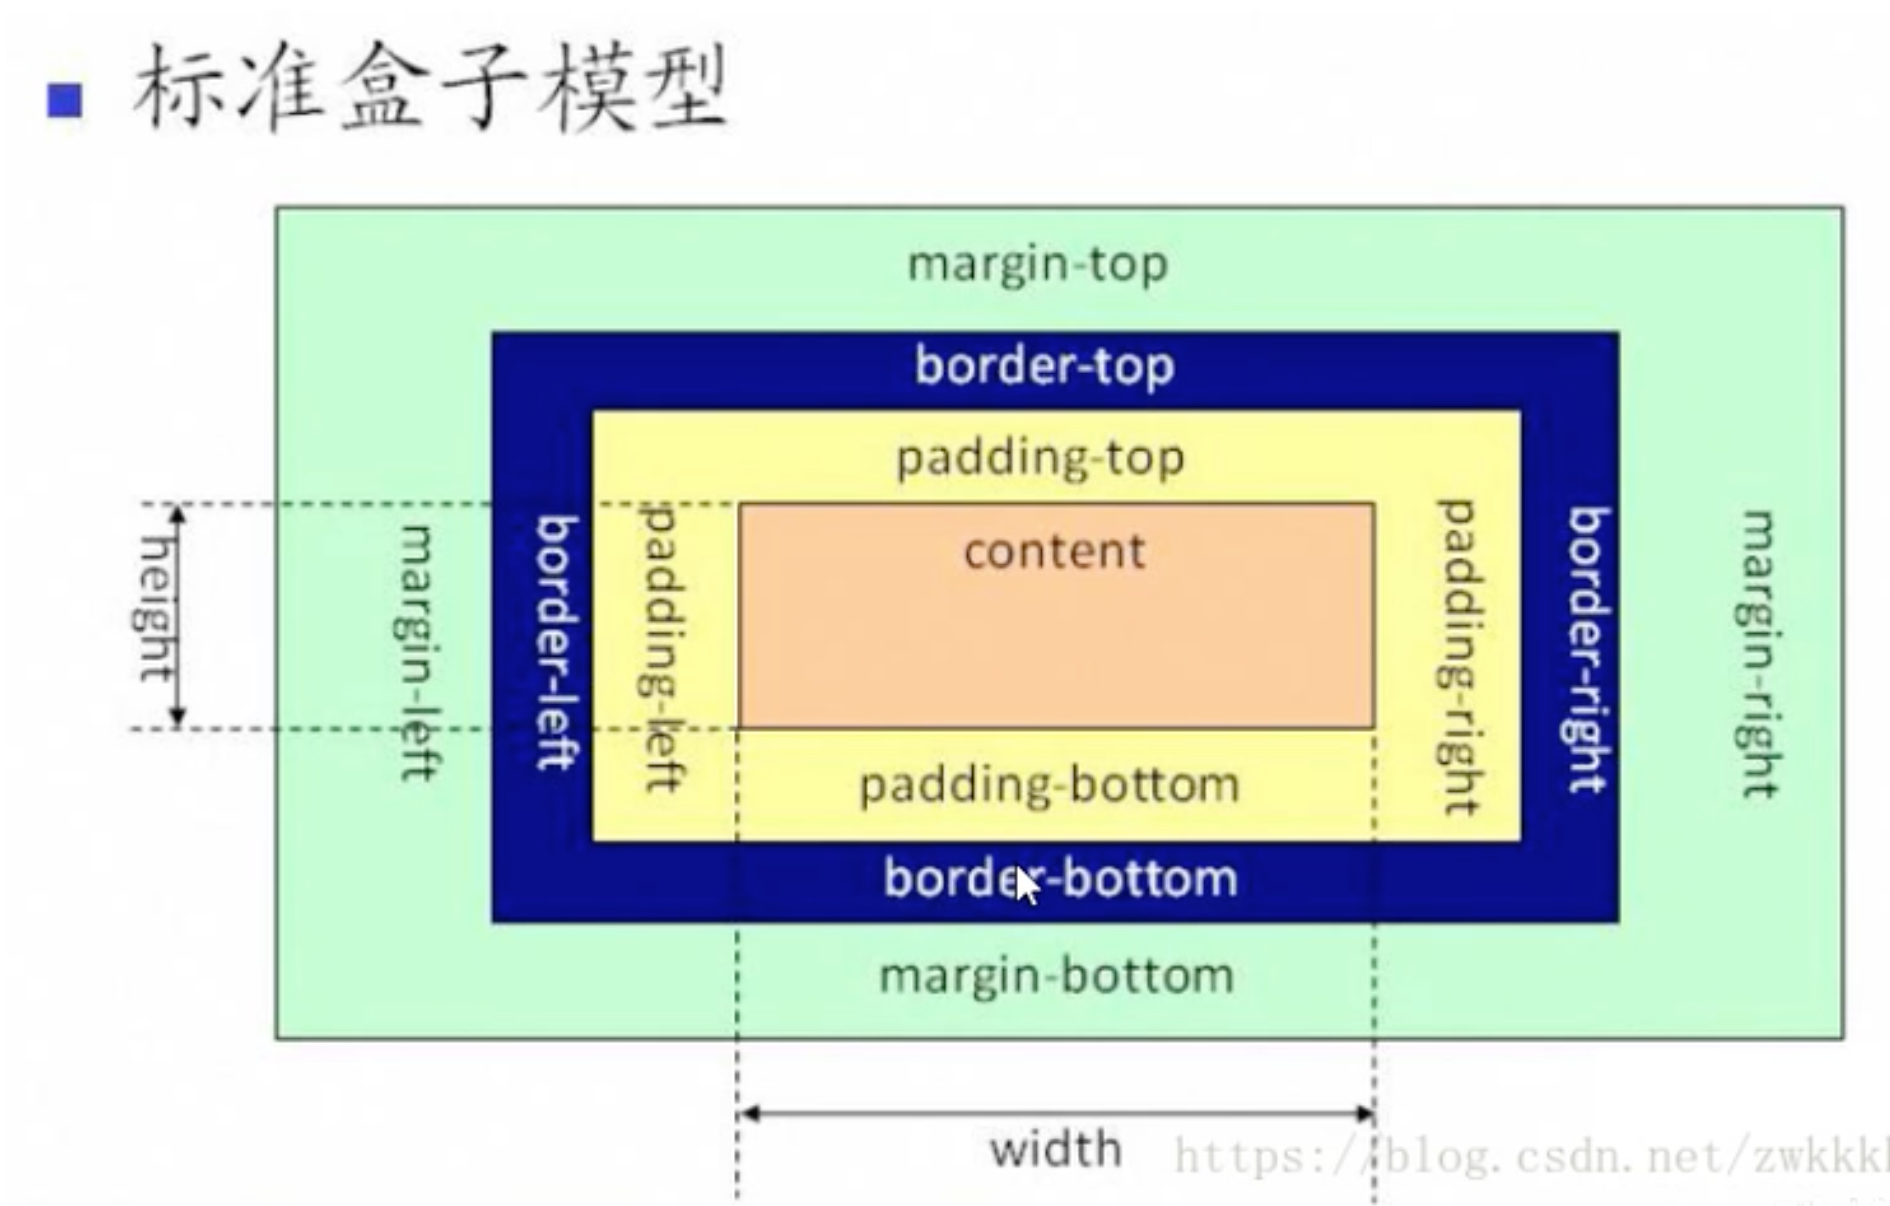 标准盒子模型
margin-top
border-top
padding-top
content
height
margin-left
border-left
padding-left
padding-right
border-right
margin-right
padding-bottom
border-bottom
margin-bottom
width
https://blog.csdn.net/zwkkkk